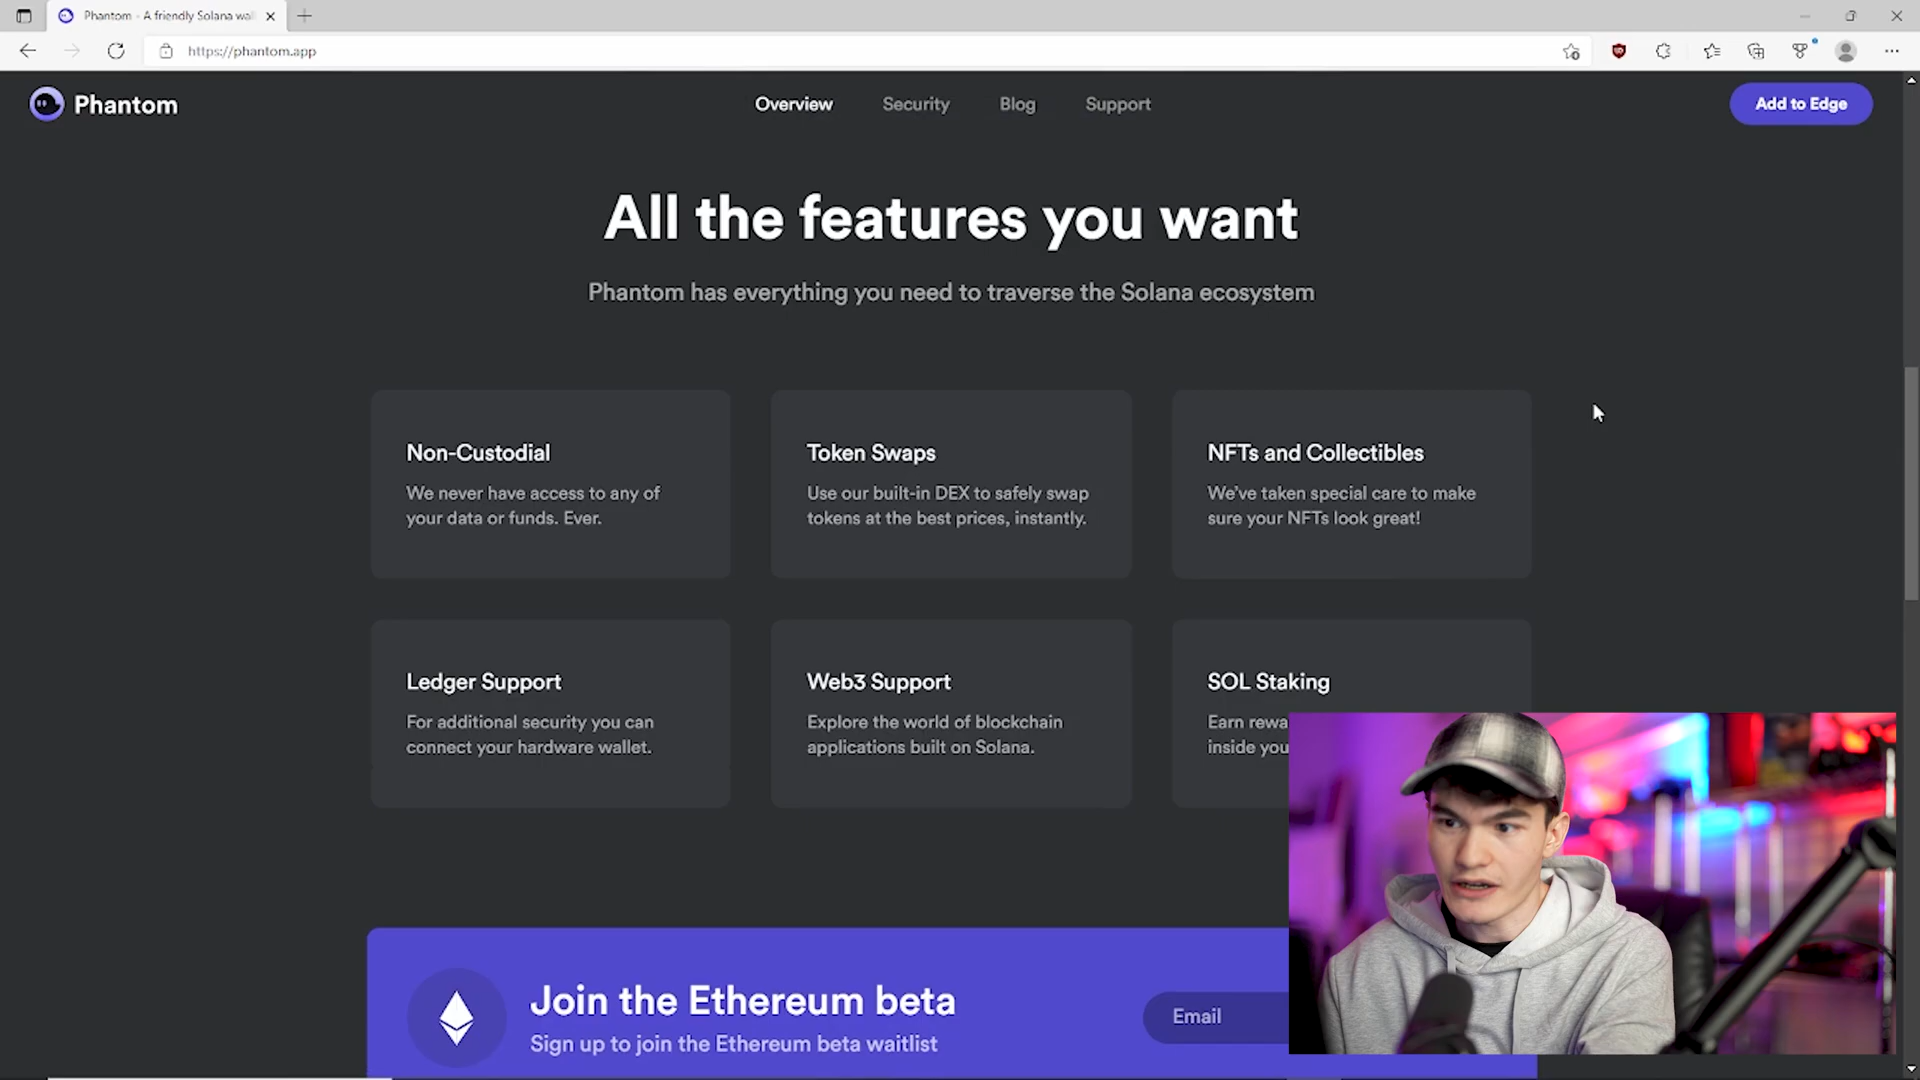 Phantom - A friendly Solana wal
https://phantom.app
Phantom
Overview
Security
Blog
Support
Add to Edge
All the features you want
Phantom has everything you need to traverse the Solana ecosystem
Non-Custodial
We never have access to any of
your data or funds. Ever.
Token Swaps
Use our built-in DEX to safely swap
tokens at the best prices, instantly.
NFTs and Collectibles
We've taken special care to make
sure your NFTs look great!
Ledger Support
For additional security you can
connect your hardware wallet.
Web3 Support
Explore the world of blockchain
applications built on Solana.
SOL Staking
Earn rewa
inside you
Join the Ethereum beta
Sign up to join the Ethereum beta waitlist
Email